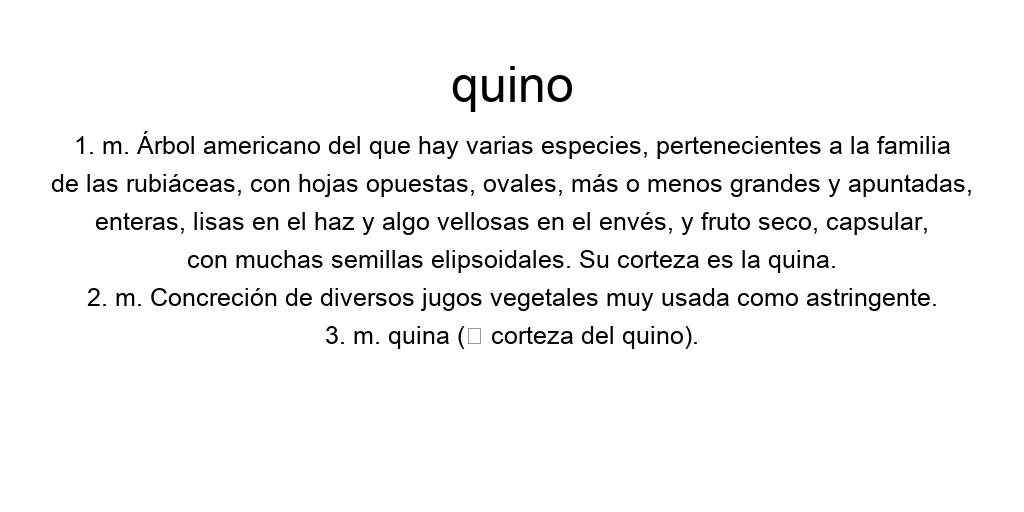 quino
1. m. Árbol americano del que hay varias especies, pertenecientes a la familia
de las rubiáceas, con hojas opuestas, ovales, más o menos grandes y apuntadas,
enteras, lisas en el haz y algo vellosas en el envés, y fruto seco, capsular,
con muchas semillas elipsoidales. Su corteza es la quina.
2. m. Concreción de diversos jugos vegetales muy usada como astringente.
3. m. quina (□ corteza del quino).